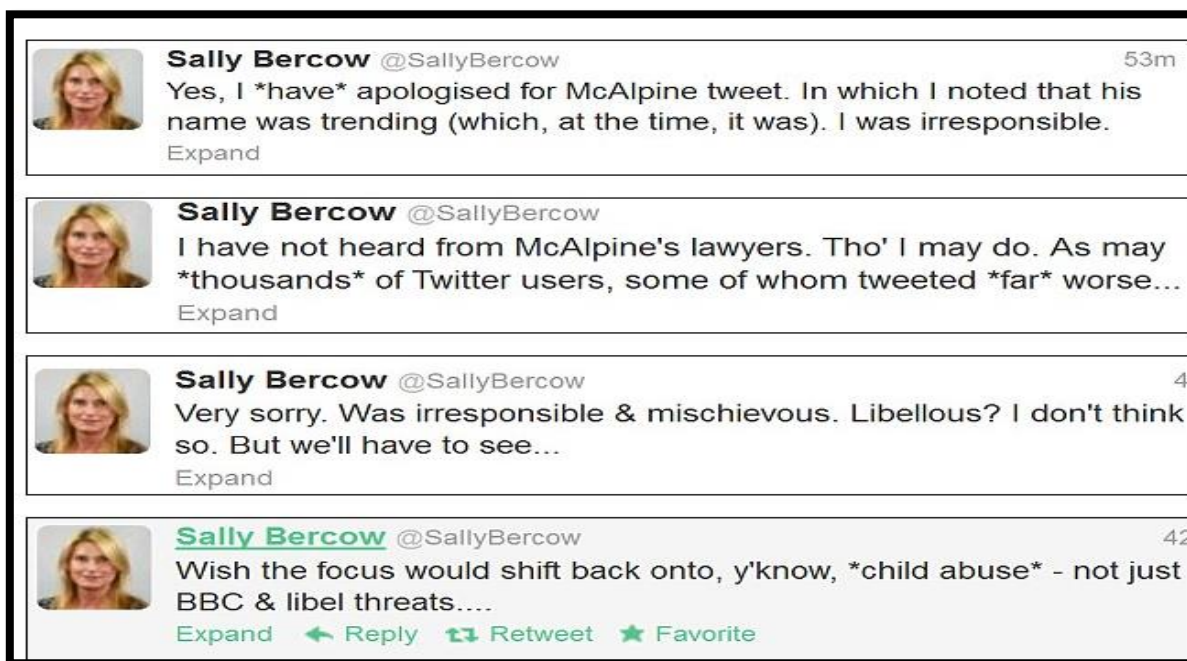 Sally Bercow @SallyBercow 53m
Yes, I *have* apologised for McAlpine tweet. In which I noted that his
name was trending (which, at the time, it was). I was irresponsible.
Expand
Sally Bercow @SallyBercow
I have not heard from McAlpine's lawyers. Tho' I may do. As may
*thousands* of Twitter users, some of whom tweeted *far* worse...
Expand
Sally Bercow @SallyBercow 4
Very sorry. Was irresponsible & mischievous. Libellous? I don't think
so. But we'll have to see...
Expand
Sally Bercow @SallyBercow 42
Wish the focus would shift back onto, y'know, *child abuse* - not just
BBC & libel threats....
Expand Reply Retweet Favorite